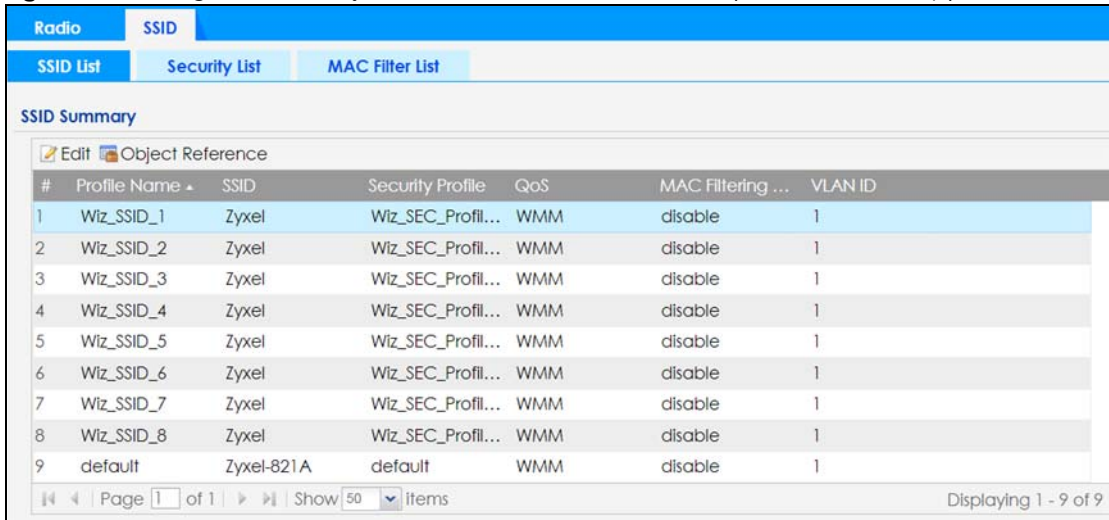 Radio SSID
SSID List Security List MAC Filter List
SSID Summary
Edit Object Reference
# Profile Name SSID Security Profile QoS MAC Filtering ... VLAN ID
1 Wiz_SSID_1 Zyxel Wiz_SEC_Profil... WMM disable 1
2 Wiz_SSID_2 Zyxel Wiz_SEC_Profil... WMM disable 1
3 Wiz_SSID_3 Zyxel Wiz_SEC_Profil... WMM disable 1
4 Wiz_SSID_4 Zyxel Wiz_SEC_Profil... WMM disable 1
5 Wiz_SSID_5 Zyxel Wiz_SEC_Profil... WMM disable 1
6 Wiz_SSID_6 Zyxel Wiz_SEC_Profil... WMM disable 1
7 Wiz_SSID_7 Zyxel Wiz_SEC_Profil... WMM disable 1
8 Wiz_SSID_8 Zyxel Wiz_SEC_Profil... WMM disable 1
9 default Zyxel-821A default WMM disable 1
Page 1 of 1 Show 50 items Displaying 1 - 9 of 9